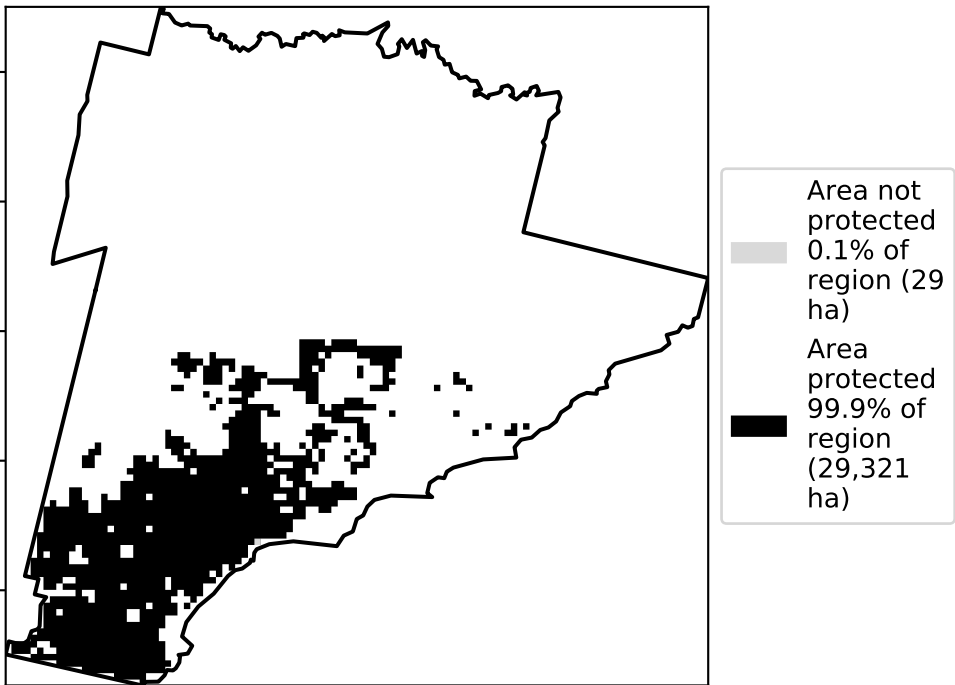 Area not
protected
0.1% of
region (29
ha)
Area
protected
99.9% of
region
(29,321
ha)